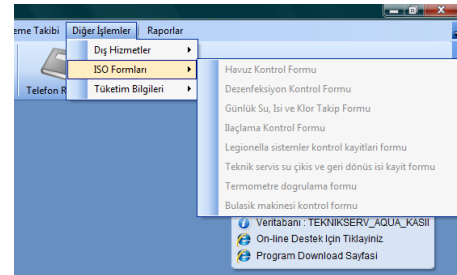 eme Takibi Diğer İşlemler Raporlar
Dış Hizmetler
ISO Formları
Telefon R
Tüketim Bilgileri
Havuz Kontrol Formu
Dezenfeksiyon Kontrol Formu
Günlük Su, Isi ve Klor Takip Formu
Ilaçlama Kontrol Formu
Legionella sistemler kontrol kayitlari formu
Teknik servis su çikis ve geri dönüs isi kayit formu
Termometre dogrulama formu
Bulasik makinesi kontrol formu
Veritabani : TEKNIKSERV_AQUA_KASII
On-line Destek Için Tiklayiniz
Program Download Sayfasi